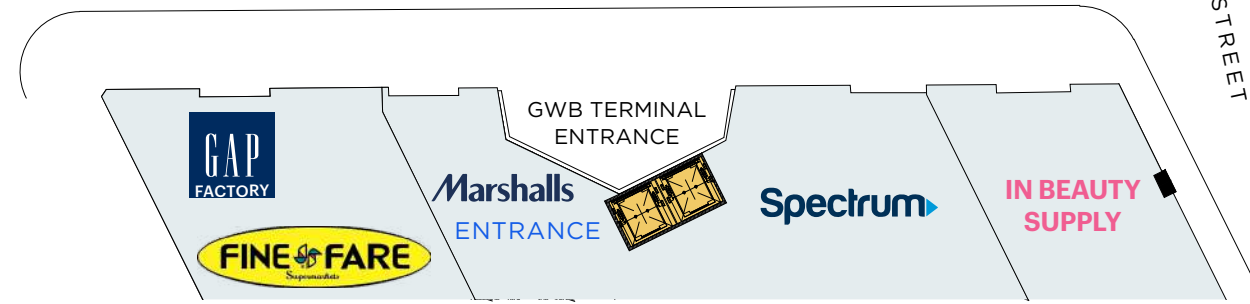 STREET
GWB TERMINAL
ENTRANCE
GAP
FACTORY
Marshalls
ENTRANCE
Spectrum
IN BEAUTY
SUPPLY
FINE FARE
Supermarkets